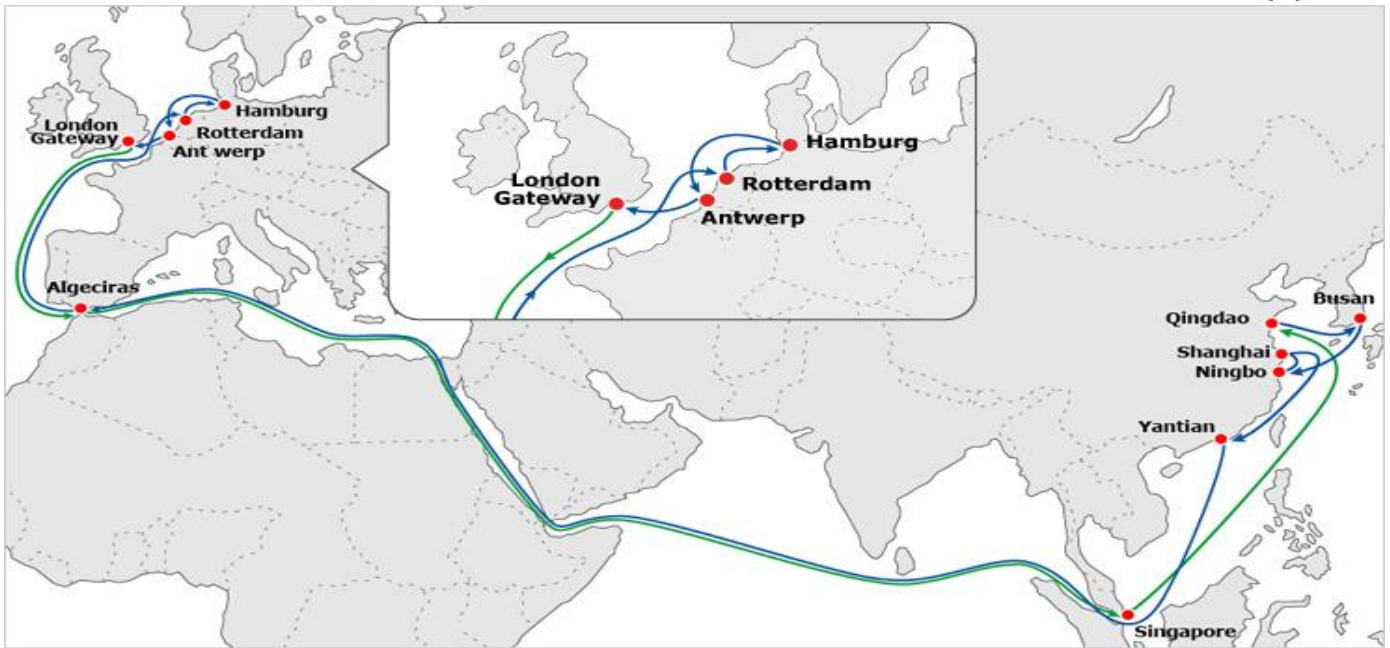 Hamburg
London
Gateway
Rotterdam
Ant werp
Hamburg
London
Gateway
Rotterdam
Antwerp
Algeciras
Busan
Qingdao
Shanghai
Ningbo
Yantian
Singapore